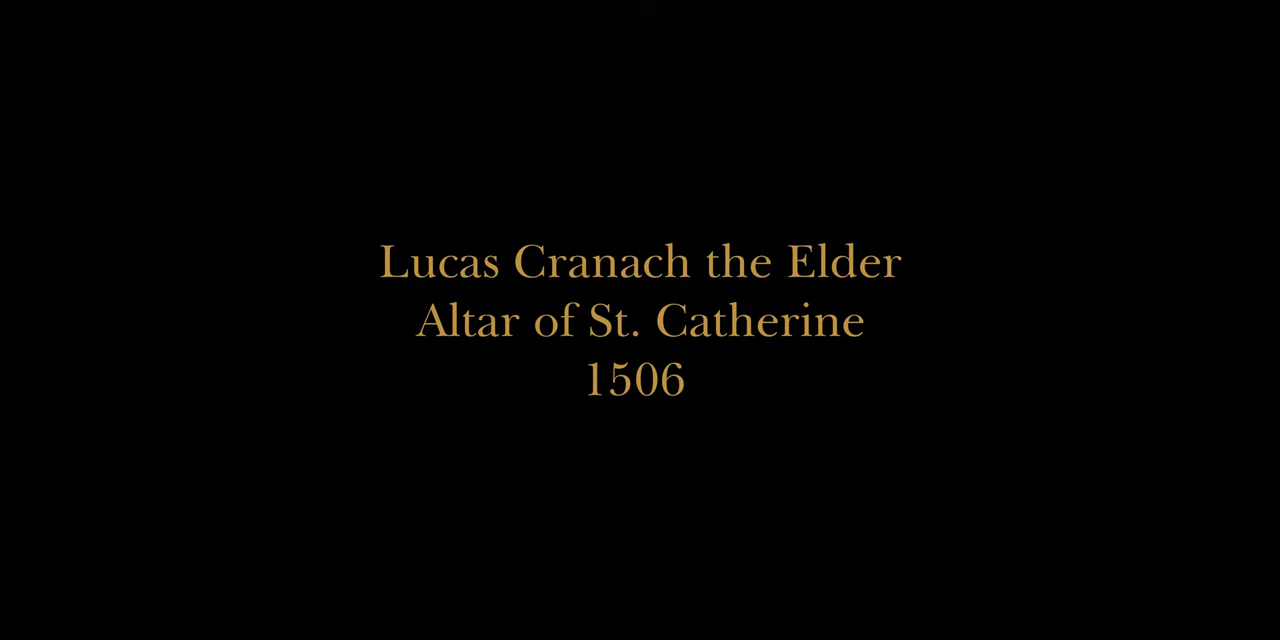 Lucas Cranach the Elder
Altar of St. Catherine
1506